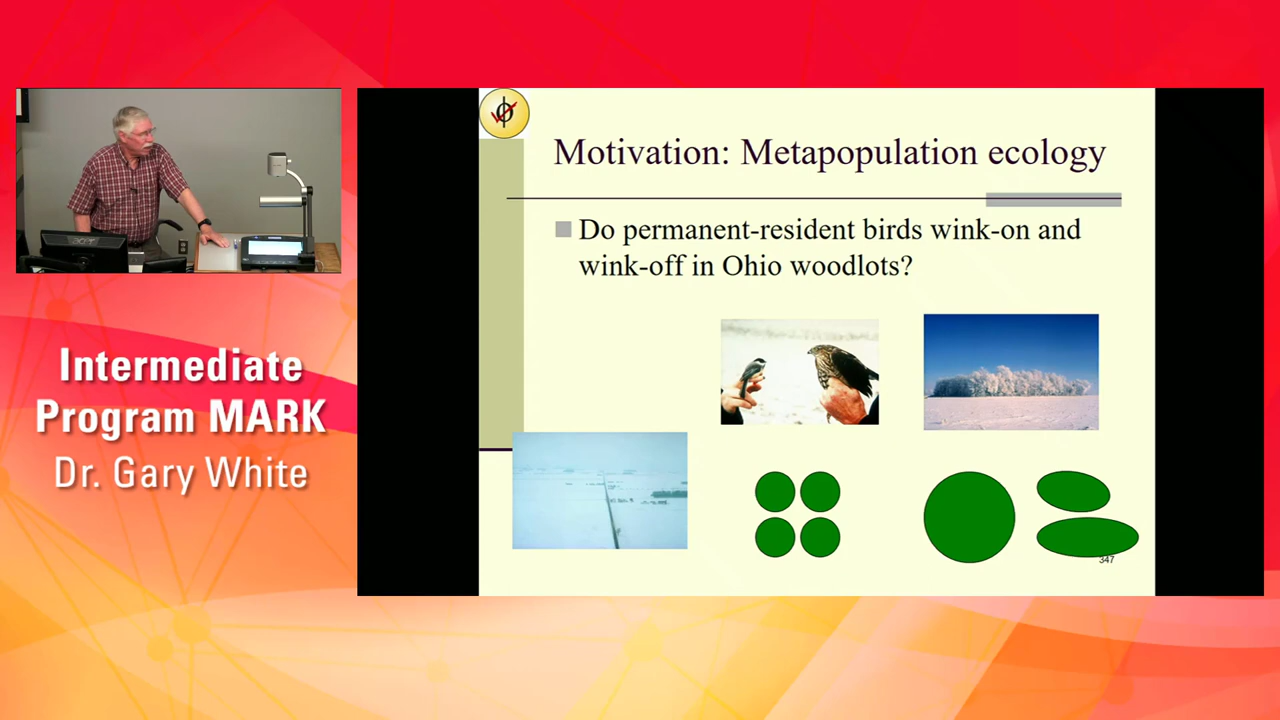 Motivation: Metapopulation ecology
Do permanent-resident birds wink-on and
wink-off in Ohio woodlots?
347
Intermediate
Program MARK
Dr. Gary White
acer